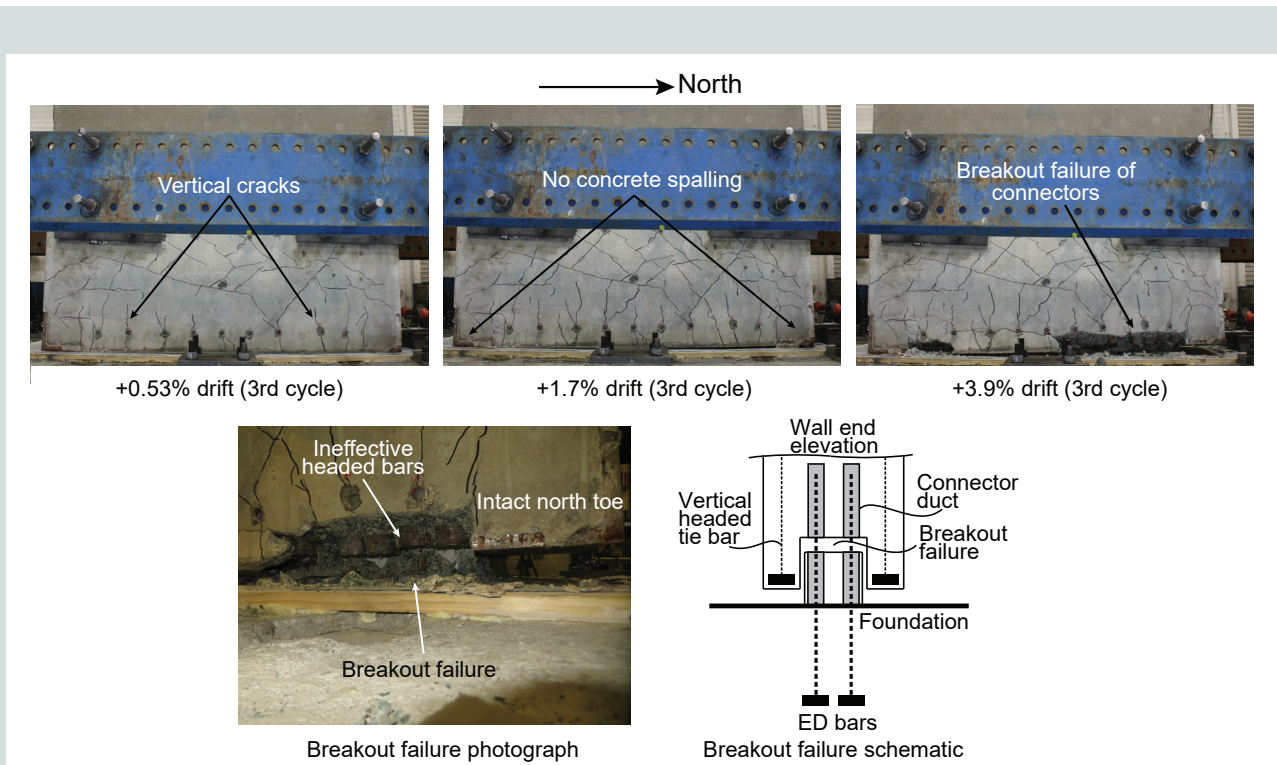 North
Vertical cracks
No concrete spalling
Breakout failure of
connectors
+0.53% drift (3rd cycle)
+1.7% drift (3rd cycle)
+3.9% drift (3rd cycle)
Ineffective
headed bars
Intact north toe
Breakout failure
Breakout failure photograph
Wall end
elevation
Vertical
headed
tie bar
Connector
duct
Breakout
failure
Foundation
ED bars
Breakout failure schematic